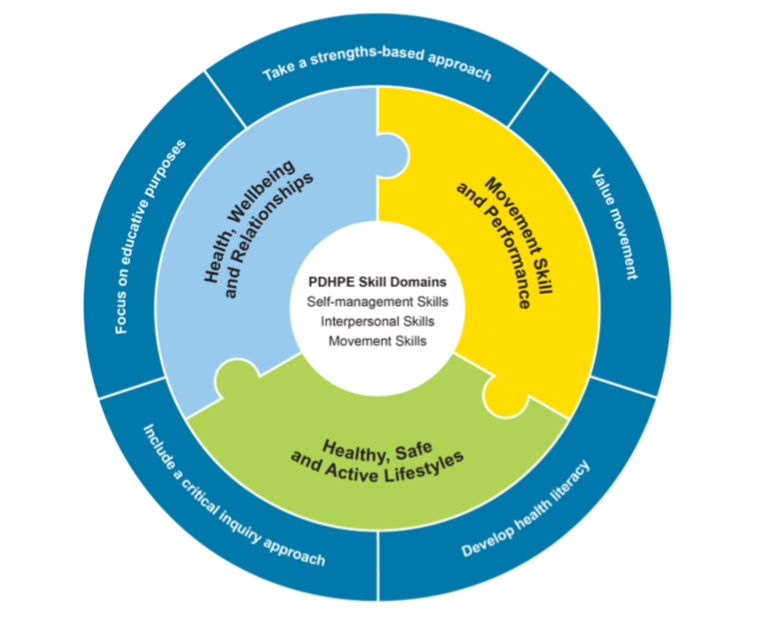 Take a strengths-based approach
Value movement
Develop health literacy
Include a critical inquiry approach
Focus on educative purposes
Health, Wellbeing
and Relationships
Movement Skill
and Performance
Healthy, Safe
and Active Lifestyles
PDHPE Skill Domains
Self-management Skills
Interpersonal Skills
Movement Skills